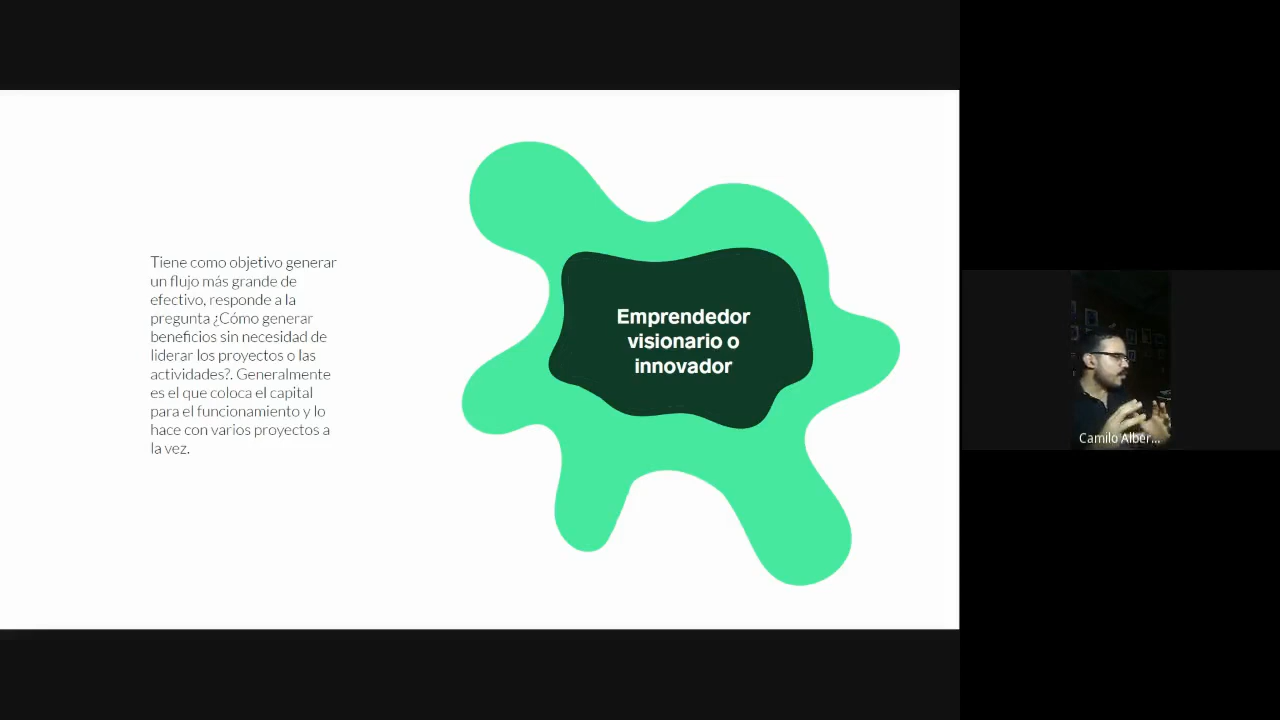 Tiene como objetivo generar
un flujo más grande de
efectivo, responde a la
pregunta ¿Cómo generar
beneficios sin necesidad de
liderar los proyectos o las
actividades?. Generalmente
es el que coloca el capital
para el funcionamiento y lo
hace con varios proyectos a
la vez.
Emprendedor
visionario o
innovador
Camilo Alber...